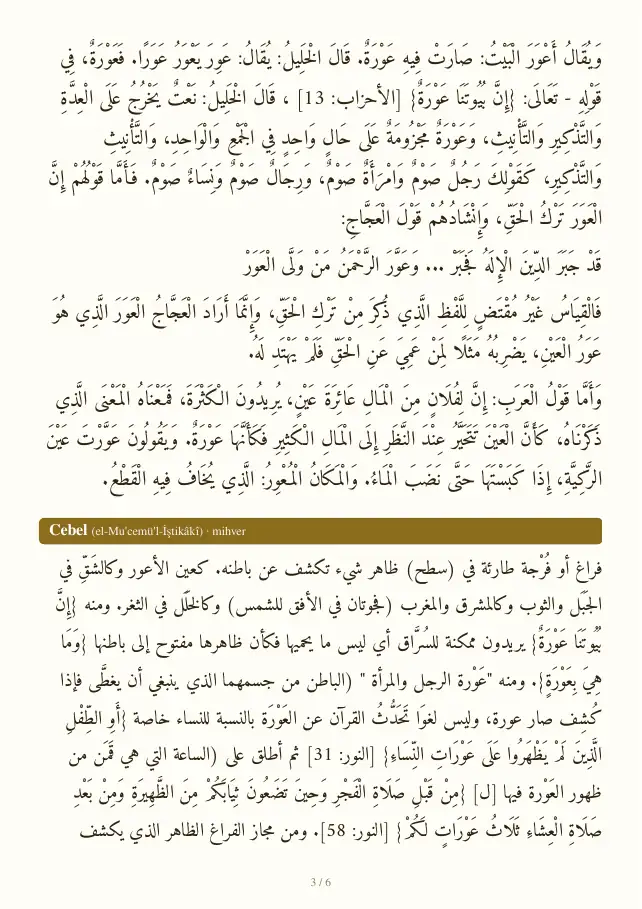 وَيُقَالُ أَعْوَرَ الْبَيْتُ: صَارَتْ فِيهِ عَوْرَةٌ. قَالَ الْخَلِيلُ: يُقَالُ: عَوِرَ يَعْوَرُ عَوَرًا. فَعَوْرَةٌ، فِي
قَوْلِهِ - تَعَالَى: {إِنَّ بُيُوتَنَا عَوْرَةٌ} [الأحزاب: 13] ، قَالَ الْخَلِيلُ: نَعْتٌ يَخْرُجُ عَلَى الْعِدَّةِ
وَالتَّذْكِيرِ وَالتَّأْنِيثِ، وَعَوْرَةٌ مَجْزُومَةٌ عَلَى حَالٍ وَاحِدٍ فِي الْجَمْعِ وَالْوَاحِدِ، وَالتَّأْنِيثِ
وَالتَّذْكِيرِ، كَقَوْلِكَ رَجُلٌ صَوْمٌ وَامْرَأَةٌ صَوْمٌ، وَرِجَالٌ صَوْمٌ وَنِسَاءٌ صَوْمٌ. فَأَمَّا قَوْلُهُمْ إِنَّ
الْعَوَرَ تَرْكُ الْحَقِّ، وَإِنْشَادُهُمْ قَوْلَ الْعَجَّاجِ:
قَدْ جَبَرَ الدِّينَ الْإِلَهُ فَجَبَرْ ... وَعَوَّرَ الرَّحْمَنُ مَنْ وَلَّى الْعَوَرْ
فَالْقِيَاسُ غَيْرُ مُقْتَضٍ لِلَّفْظِ الَّذِي ذُكِرَ مِنْ تَرْكِ الْحَقِّ، وَإِنَّمَا أَرَادَ الْعَجَّاجُ الْعَوَرَ الَّذِي هُوَ
عَوَرُ الْعَيْنِ، يَضْرِبُهُ مَثَلًا لِمَنْ عَمِيَ عَنِ الْحَقِّ فَلَمْ يَهْتَدِ لَهُ.
وَأَمَّا قَوْلُ الْعَرَبِ: إِنَّ لِفُلَانٍ مِنَ الْمَالِ عَائِرَةَ عَيْنٍ، يُرِيدُونَ الْكَثْرَةَ، فَمَعْنَاهُ الْمَعْنَى الَّذِي
ذَكَرْنَاهُ، كَأَنَّ الْعَيْنَ تَتَحَيَّرُ عِنْدَ النَّظَرِ إِلَى الْمَالِ الْكَثِيرِ فَكَأَنَّهَا عَوْرَةٌ. وَيَقُولُونَ عَوَّرْتَ عَيْنَ
الرَّكِيَّةِ، إِذَا كَبَسْتَهَا حَتَّى نَضَبَ الْمَاءُ. وَالْمَكَانُ الْمُعْوِرُ: الَّذِي يُخَافُ فِيهِ الْقَطْعُ.
Cebel (el-Mu'cemü'l-İştikâkî) · mihver
فراغ أو فُرْجة طارئة في (سطح) ظاهر شيء تكشف عن باطنه. كعين الأعور وكالشَقّ في
الجَبَل والثوب وكالمشرق والمغرب (فجوتان في الأفق للشمس) وكالخَلَل في الثغر. ومنه {إِنَّ
بُيُوتَنَا عَوْرَةٌ} يريدون ممكنة للسُرَّاق أي ليس ما يحميها فكأن ظاهرها مفتوح إلى باطنها {وَمَا
هِيَ بِعَوْرَةٍ}. ومنه "عَوْرة الرجل والمرأة " (الباطن من جسمهما الذي ينبغي أن يغطَّى فإذا
كُشِف صار عورة، وليس لغوًا تَحَدُّثُ القرآن عن العَوْرَة بالنسبة للنساء خاصة {أَوِ الطِّفْلِ
الَّذِينَ لَمْ يَظْهَرُوا عَلَى عَوْرَاتِ النِّسَاءِ} [النور: 31] ثم أطلق على (الساعة التي هي قَمَن من
ظهور العَوْرة فيها [ل] {مِنْ قَبْلِ صَلَاةِ الْفَجْرِ وَحِينَ تَضَعُونَ ثِيَابَكُمْ مِنَ الظَّهِيرَةِ وَمِنْ بَعْدِ
صَلَاةِ الْعِشَاءِ ثَلَاثُ عَوْرَاتٍ لَكُمْ} [النور: 58]. ومن مجاز الفراغ الظاهر الذي يكشف
3 / 6